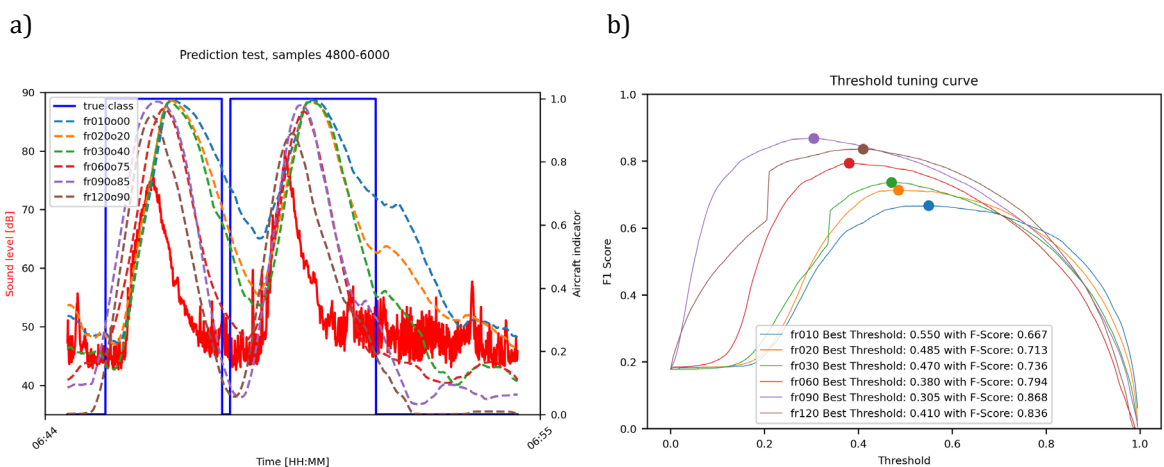 a)
Prediction test, samples 4800-6000
90
80
70
60
50
40
Sound level [dB]
true class
fr010o00
fr020o20
fr030o40
fr060o75
fr090o85
fr120o90
1.0
0.8
0.6
0.4
0.2
0.0
Aircraft indicator
06:44
06:55
Time [HH:MM]
b)
Threshold tuning curve
1.0
0.8
0.6
0.4
0.2
0.0
F1 Score
fr010 Best Threshold: 0.550 with F-Score: 0.667
fr020 Best Threshold: 0.485 with F-Score: 0.713
fr030 Best Threshold: 0.470 with F-Score: 0.736
fr060 Best Threshold: 0.380 with F-Score: 0.794
fr090 Best Threshold: 0.305 with F-Score: 0.868
fr120 Best Threshold: 0.410 with F-Score: 0.836
0.0 0.2 0.4 0.6 0.8 1.0
Threshold